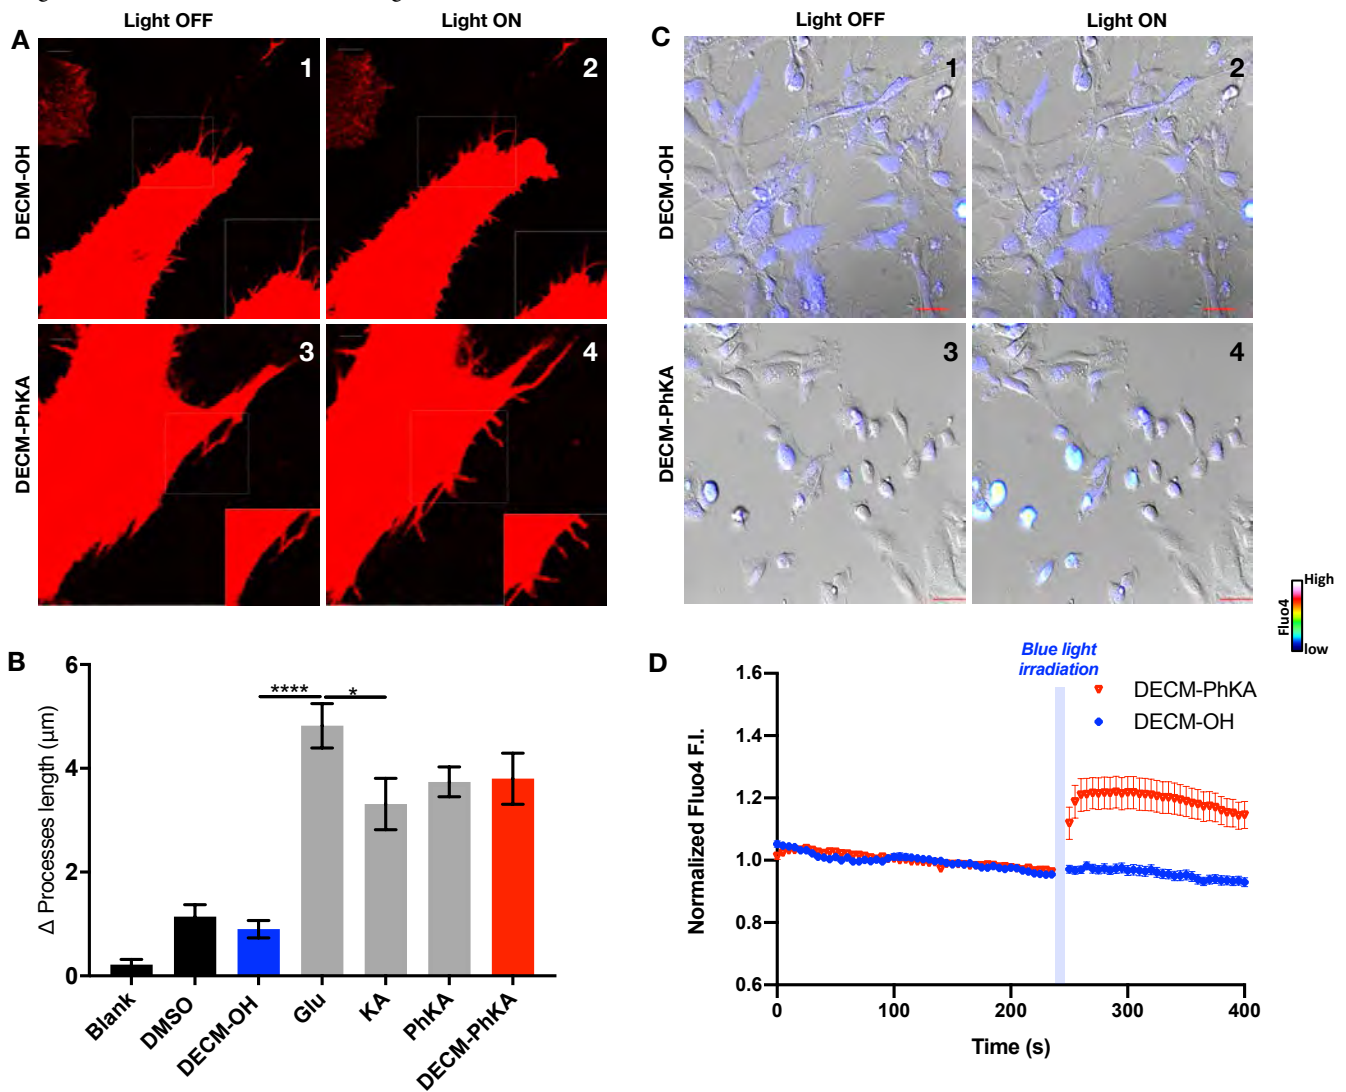 Light OFF
Light ON
A
1
2
DECM-OH
3
4
DECM-PhKA
C
Light OFF
Light ON
1
2
DECM-OH
3
4
DECM-PhKA
High
Fluo4
low
B
6
4
2
0
Δ Processes length (μm)
****
*
Blank
DMSO
DECM-OH
Glu
KA
PhKA
DECM-PhKA
D
Blue light
irradiation
DECM-PhKA
DECM-OH
1.6
1.4
1.2
1.0
0.8
0.6
Normalized Fluo4 F.I.
0
100
200
300
400
Time (s)